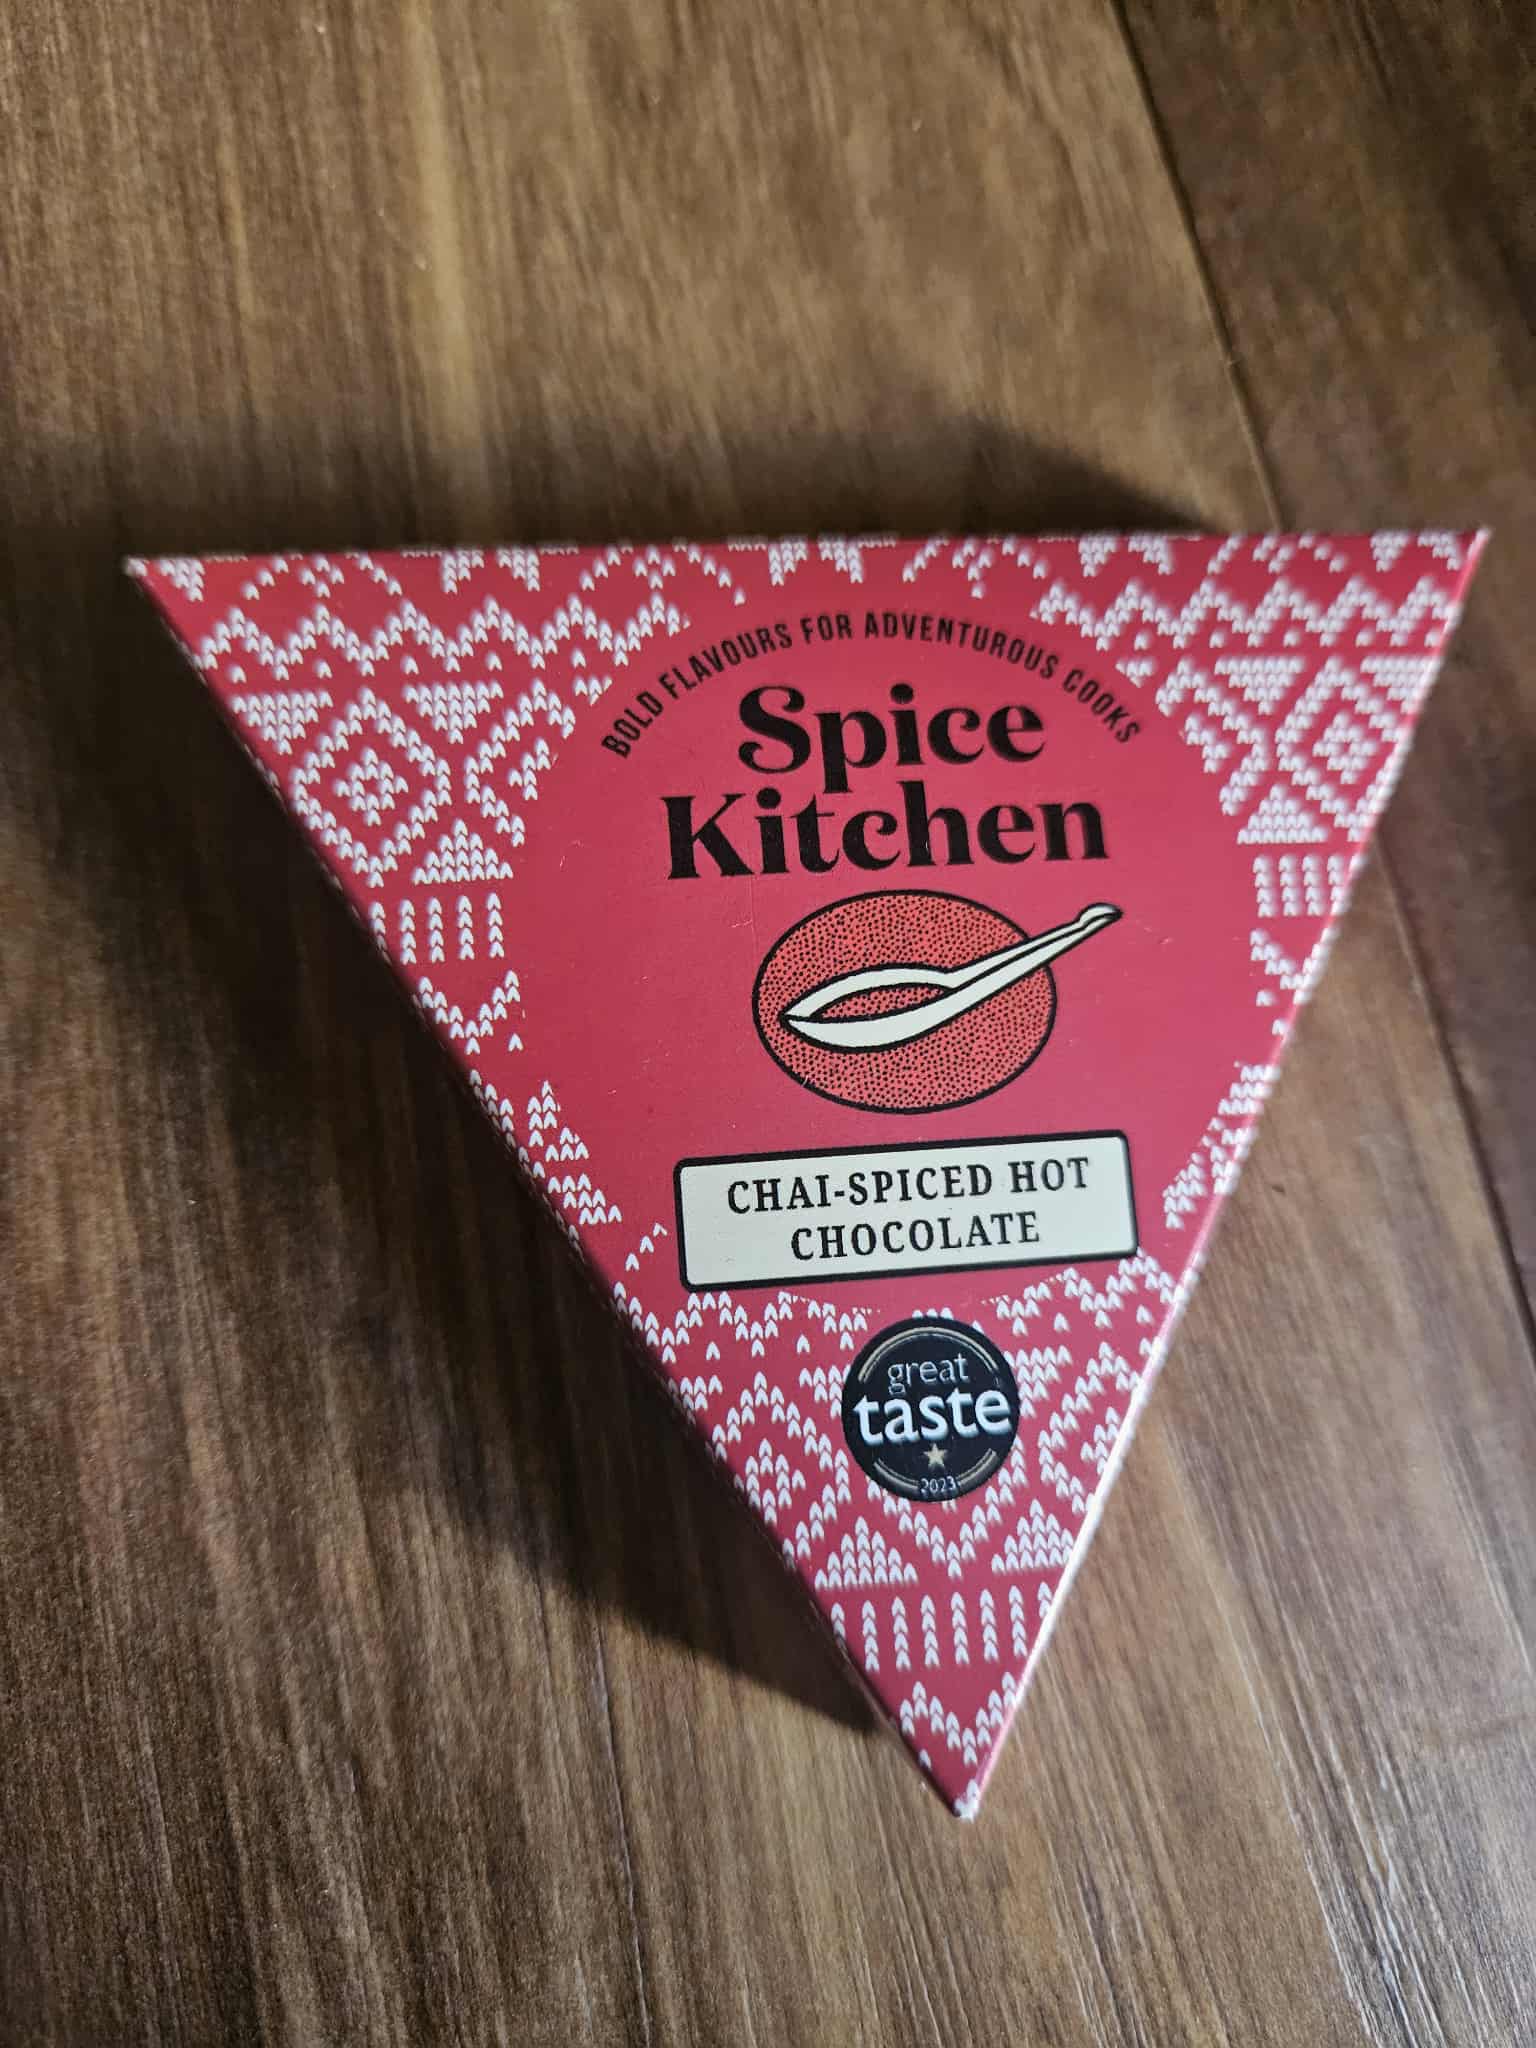 BOLD FLAVOURS FOR ADVENTUROUS COOKS
Spice
Kitchen
CHAI-SPICED HOT
CHOCOLATE
great
taste
2023